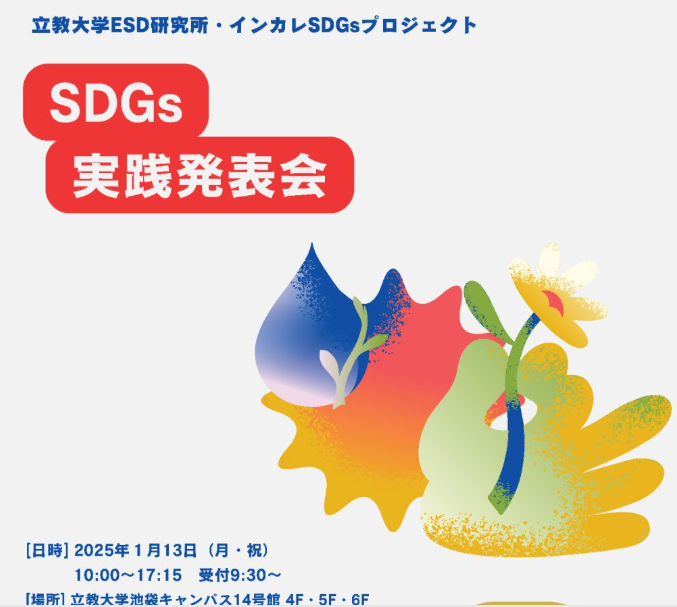 立教大学ESD研究所・インカレSDGsプロジェクト
SDGs
実践発表会
[日時] 2025年1月13日（月・祝）
10:00～17:15　受付9:30～
[場所] 立教大学池袋キャンパス14号館 4F・5F・6F